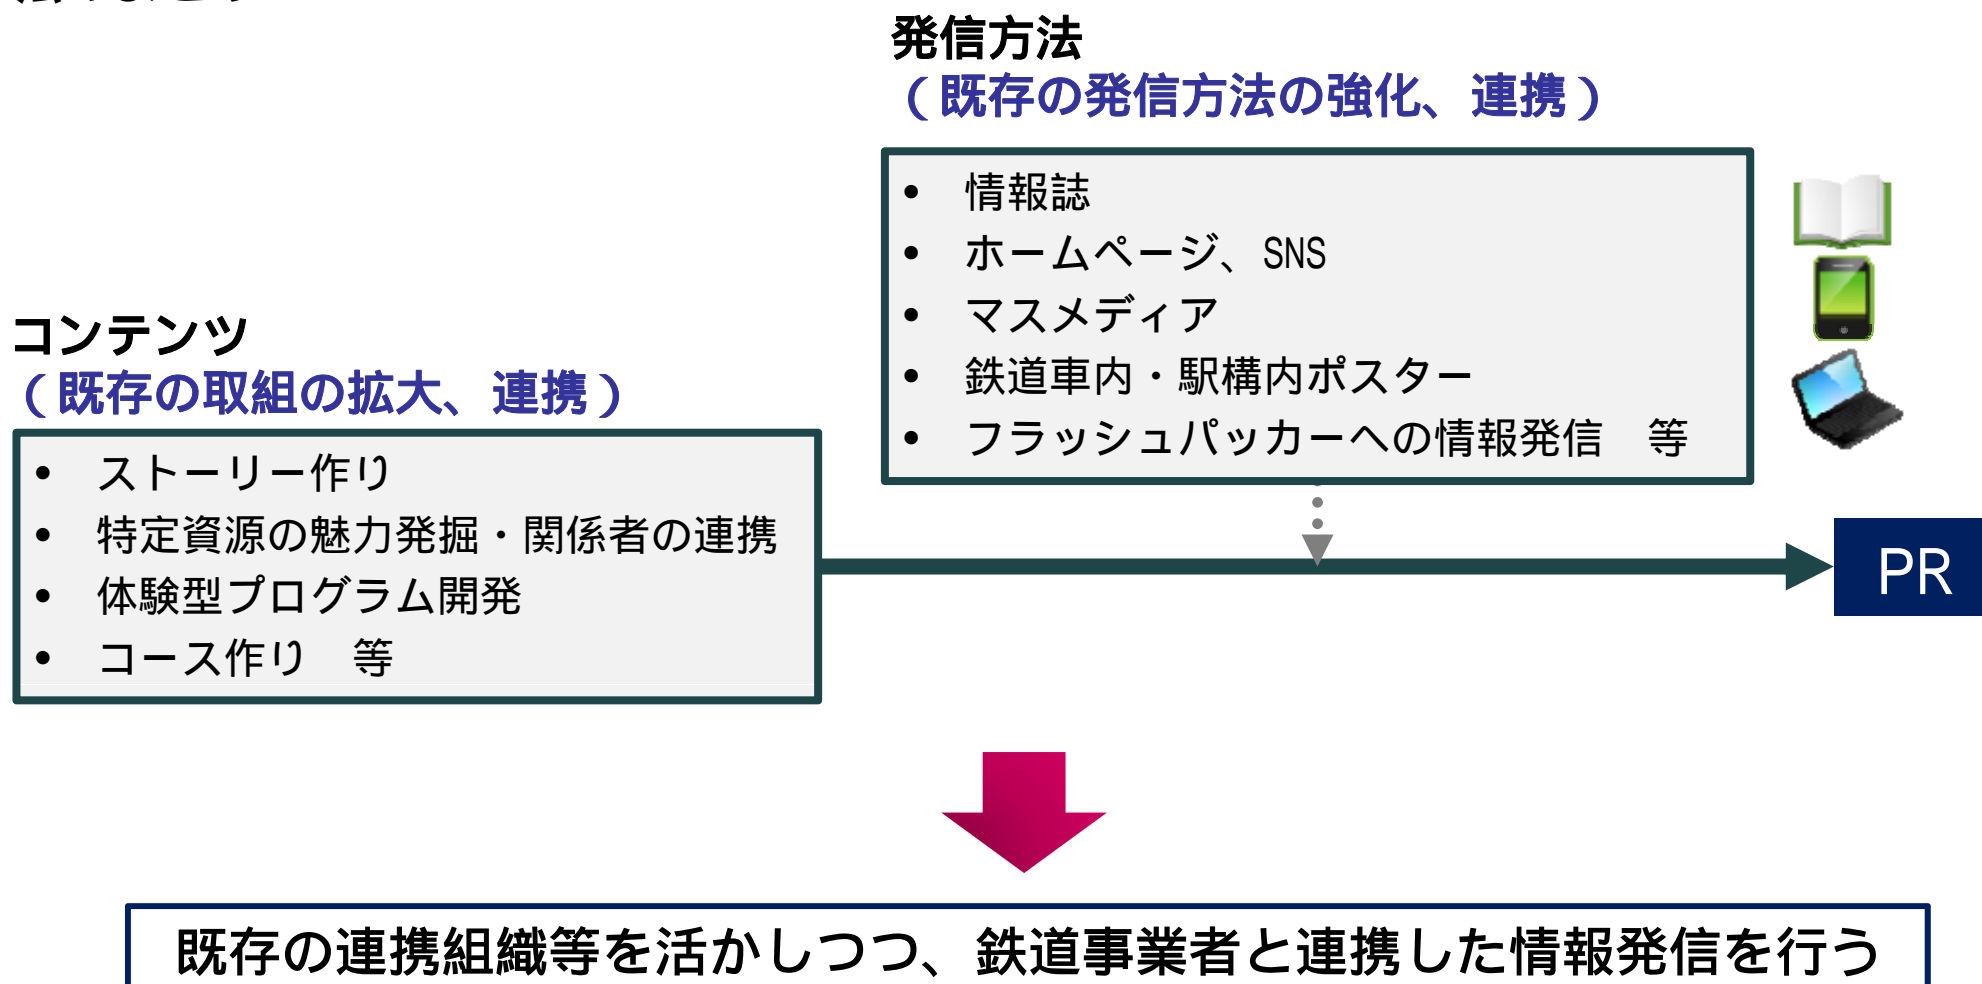 発信方法
（既存の発信方法の強化、連携）
• 情報誌
• ホームページ、SNS
• マスメディア
• 鉄道車内・駅構内ポスター
• フラッシュパッカーへの情報発信　等
コンテンツ
（既存の取組の拡大、連携）
• ストーリー作り
• 特定資源の魅力発掘・関係者の連携
• 体験型プログラム開発
• コース作り　等
PR
既存の連携組織等を活かしつつ、鉄道事業者と連携した情報発信を行う